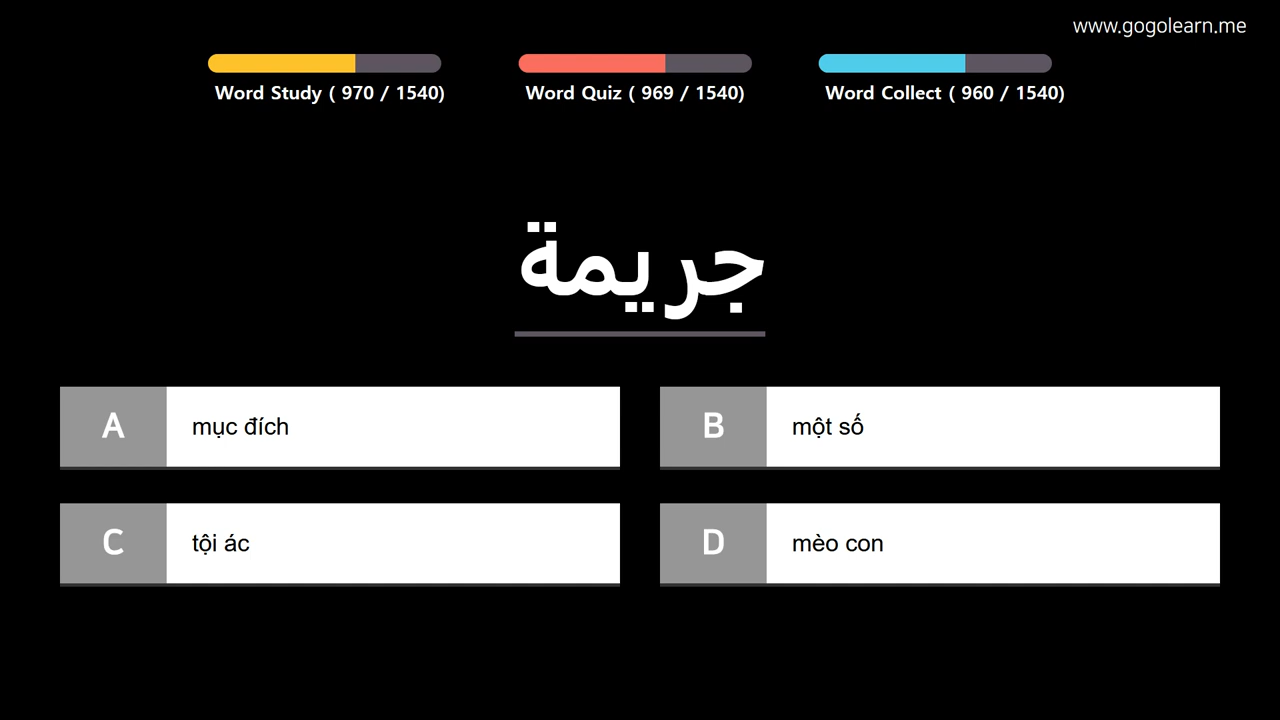 www.gogolearn.me
Word Study ( 970 / 1540)
Word Quiz ( 969 / 1540)
Word Collect ( 960 / 1540)
جريمة
A mục đích
B một số
C tội ác
D mèo con